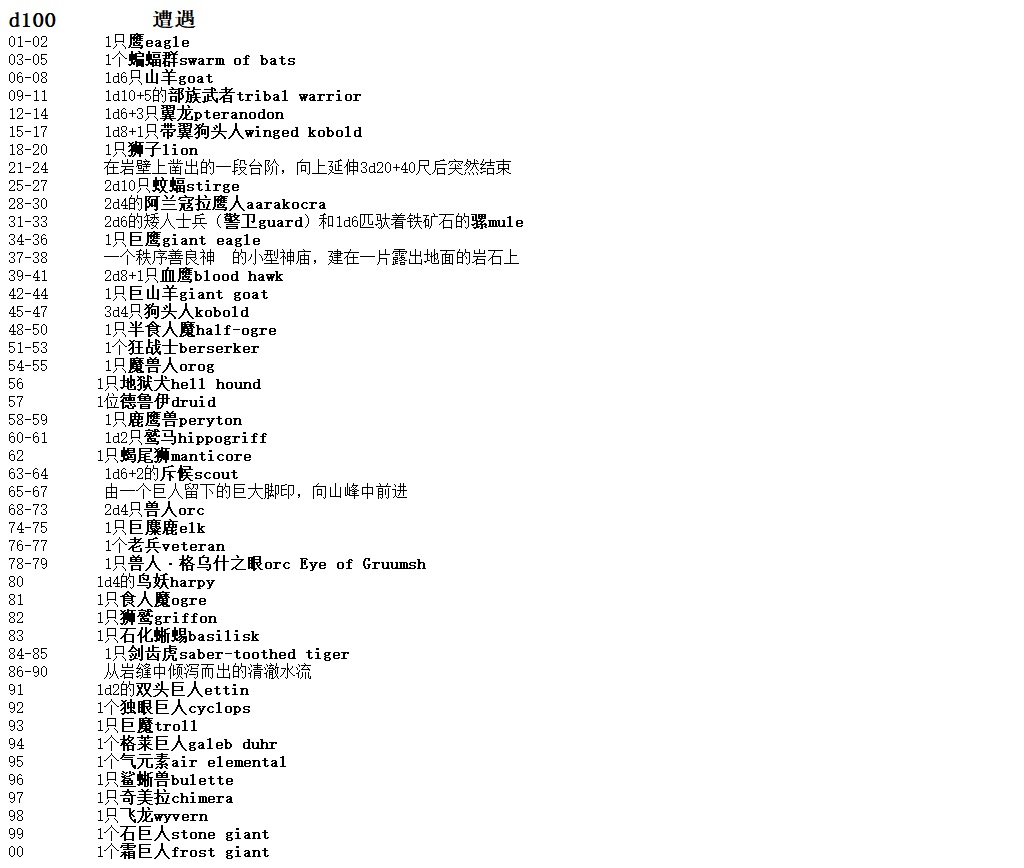 d100 遭遇
01-02 1只鹰eagle
03-05 1个蝙蝠群swarm of bats
06-08 1d6只山羊goat
09-11 1d10+5的部族武者tribal warrior
12-14 1d6+3只翼龙pteranodon
15-17 1d8+1只带翼狗头人winged kobold
18-20 1只狮子lion
21-24 在岩壁上凿出的一段台阶，向上延伸3d20+40尺后突然结束
25-27 2d10只蚊蝠stirge
28-30 2d4的阿兰寇拉鹰人aarakocra
31-33 2d6的矮人士兵（警卫guard）和1d6匹驮着铁矿石的骡mule
34-36 1只巨鹰giant eagle
37-38 一个秩序善良神 的小型神庙，建在一片露出地面的岩石上
39-41 2d8+1只血鹰blood hawk
42-44 1只巨山羊giant goat
45-47 3d4只狗头人kobold
48-50 1只半食人魔half-ogre
51-53 1个狂战士berserker
54-55 1只魔兽人orog
56 1只地狱犬hell hound
57 1位德鲁伊druid
58-59 1只鹿鹰兽peryton
60-61 1d2只鹫马hippogriff
62 1只蝎尾狮manticore
63-64 1d6+2的斥候scout
65-67 由一个巨人留下的巨大脚印，向山峰中前进
68-73 2d4只兽人orc
74-75 1只巨麋鹿elk
76-77 1个老兵veteran
78-79 1只兽人·格乌什之眼orc Eye of Gruumsh
80 1d4的鸟妖harpy
81 1只食人魔ogre
82 1只狮鹫griffon
83 1只石化蜥蜴basilisk
84-85 1只剑齿虎saber-toothed tiger
86-90 从岩缝中倾泻而出的清澈水流
91 1d2的双头巨人ettin
92 1个独眼巨人cyclops
93 1只巨魔troll
94 1个格莱巨人galeb duhr
95 1个气元素air elemental
96 1只鲨蜥兽bulette
97 1只奇美拉chimera
98 1只飞龙wyvern
99 1个石巨人stone giant
00 1个霜巨人frost giant